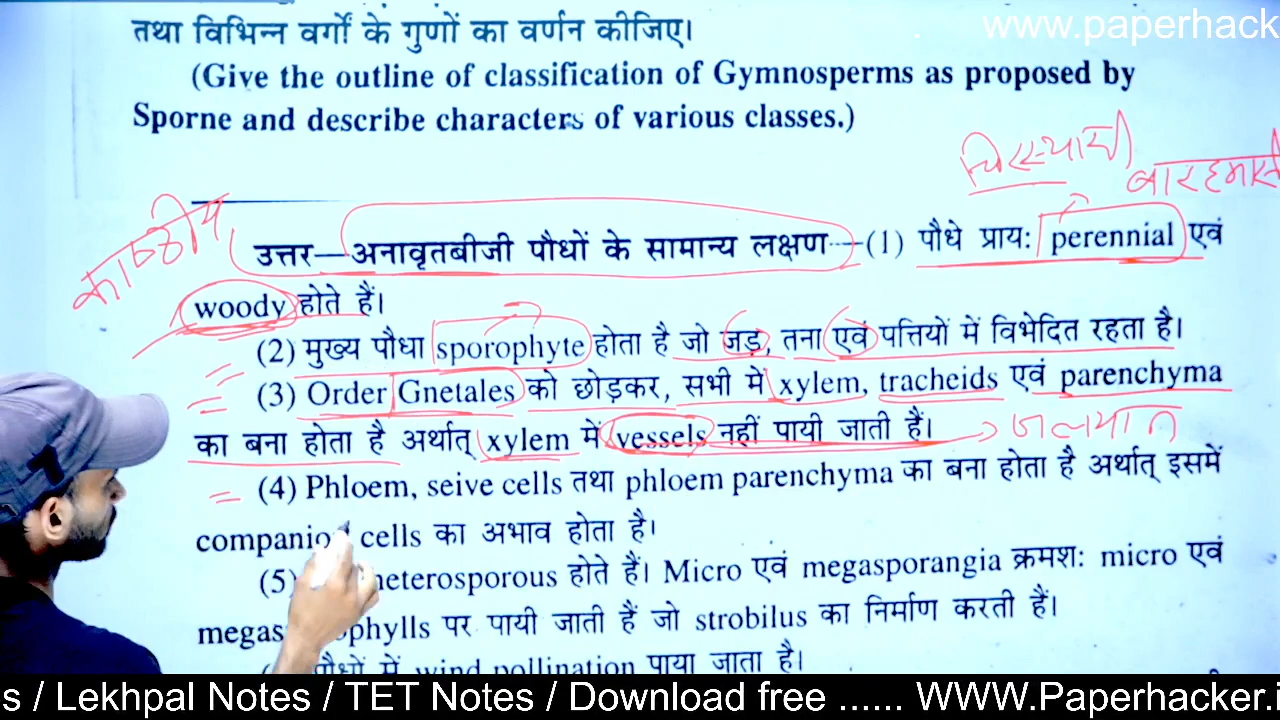 www.paperhack
तथा विभिन्न वर्गों के गुणों का वर्णन कीजिए।
(Give the outline of classification of Gymnosperms as proposed by
Sporne and describe characters of various classes.)
चिरस्थायी
बारहमासी
काष्ठीय
उत्तर—अनावृतबीजी पौधों के सामान्य लक्षण—(1) पौधे प्राय: perennial एवं
woody होते हैं।
(2) मुख्य पौधा sporophyte होता है जो जड़, तना एवं पत्तियों में विभेदित रहता है।
(3) Order Gnetales को छोड़कर, सभी में xylem, tracheids एवं parenchyma
का बना होता है अर्थात् xylem में vessels नहीं पायी जाती हैं।
(4) Phloem, seive cells तथा phloem parenchyma का बना होता है अर्थात् इसमें
companion cells का अभाव होता है।
(5) heterosporous होते हैं। Micro एवं megasporangia क्रमश: micro एवं
पर पायी जाती हैं जो strobilus का निर्माण करती हैं।
पौधों में wind pollination पाया जाता है।
s / Lekhpal Notes / TET Notes / Download free ...... WWW.Paperhacker.i